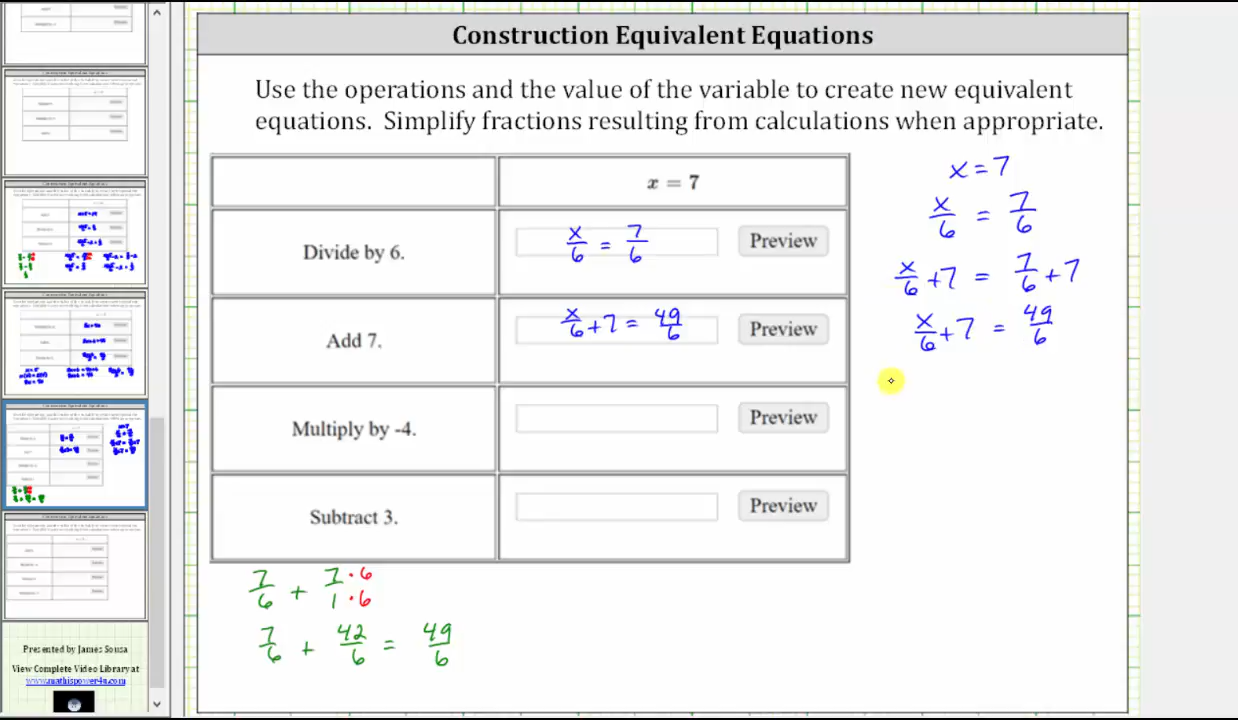 Construction Equivalent Equations
Use the operations and the value of the variable to create new equivalent
equations. Simplify fractions resulting from calculations when appropriate.
x = 7
Divide by 6.
x/6 = 7/6
Preview
Add 7.
x/6 + 7 = 49/6
Preview
Multiply by -4.
Preview
Subtract 3.
Preview
x = 7
x/6 = 7/6
x/6 + 7 = 7/6 + 7
x/6 + 7 = 49/6
7/6 + 7·6/1·6
7/6 + 42/6 = 49/6
Presented by James Sousa
View Complete Video Library at
www.mathispower4u.com